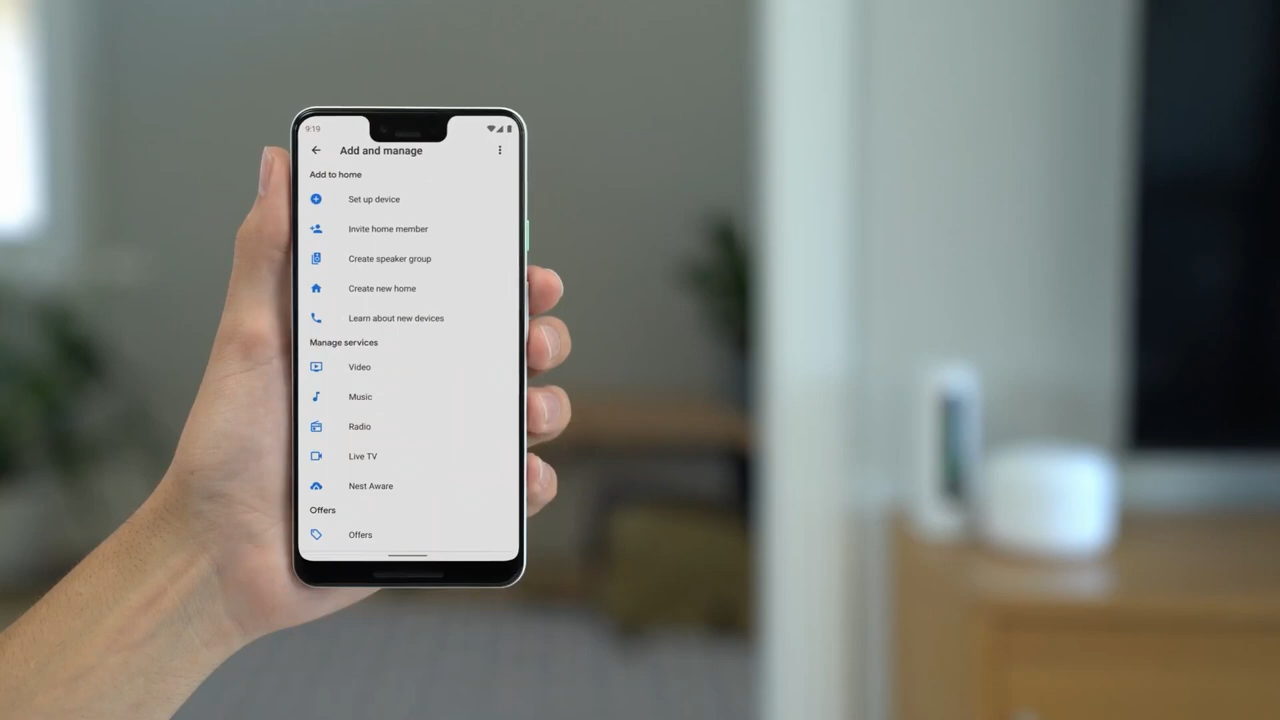 9:19
Add and manage
Add to home
Set up device
Invite home member
Create speaker group
Create new home
Learn about new devices
Manage services
Video
Music
Radio
Live TV
Nest Aware
Offers
Offers